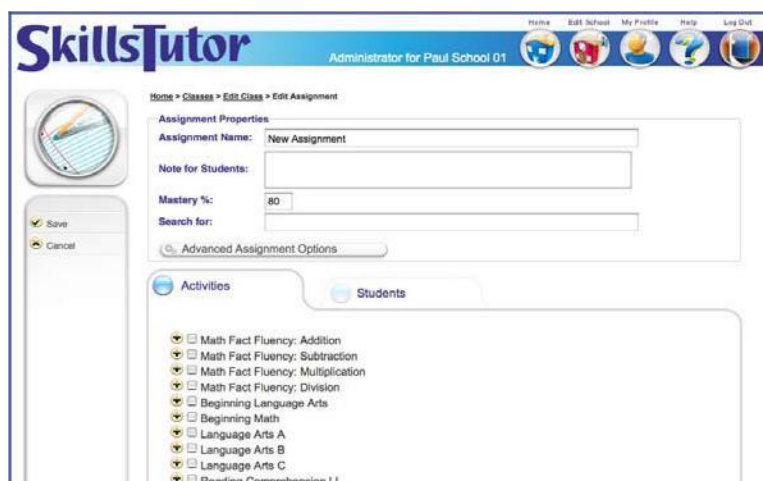 Home Edit School My Profile Help Log Out
SkillsTutor
Administrator for Paul School 01
Home > Classes > Edit Class > Edit Assignment
Assignment Properties
Assignment Name: New Assignment
Note for Students:
Mastery %: 80
Save
Search for:
Cancel
Advanced Assignment Options
Activities
Students
Math Fact Fluency: Addition
Math Fact Fluency: Subtraction
Math Fact Fluency: Multiplication
Math Fact Fluency: Division
Beginning Language Arts
Beginning Math
Language Arts A
Language Arts B
Language Arts C
Reading Comprehension